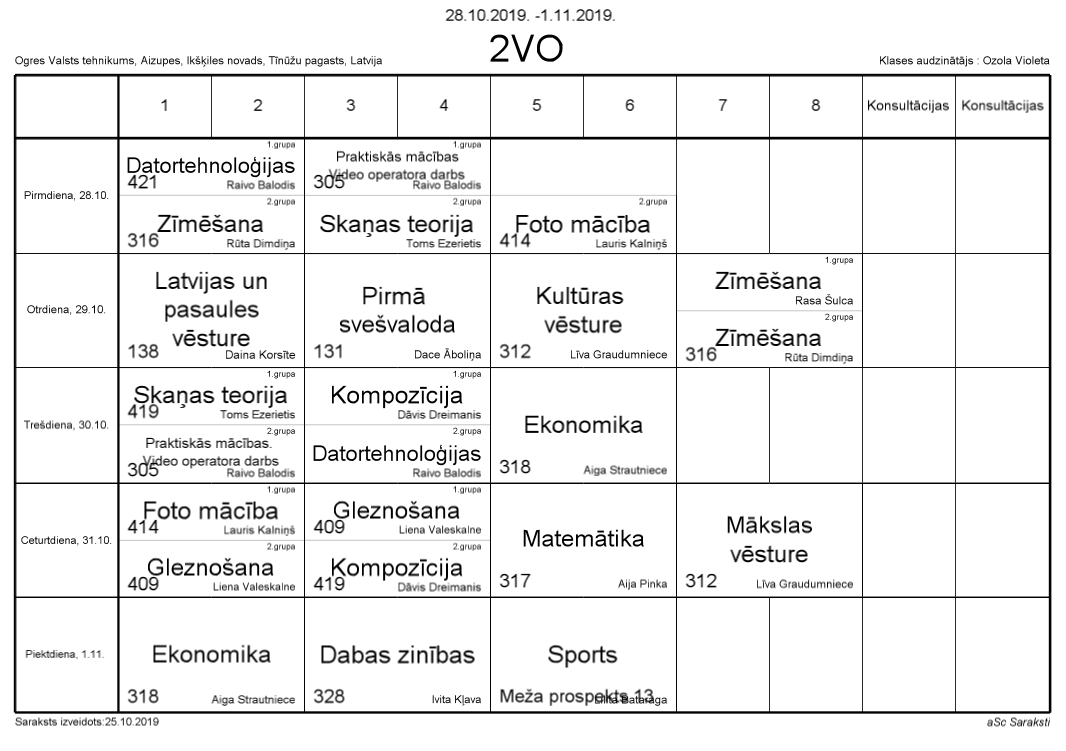 28.10.2019. -1.11.2019.
2VO
Ogres Valsts tehnikums, Aizupes, Ikšķiles novads, Tīnūžu pagasts, Latvija
Klases audzinātājs : Ozola Violeta
1 2 3 4 5 6 7 8 Konsultācijas Konsultācijas
Pirmdiena, 28.10.
1.grupa
Datortehnoloģijas
421 Raivo Balodis
2.grupa
Zīmēšana
316 Rūta Dimdiņa
1.grupa
Praktiskās mācības
Video operatora darbs
305 Raivo Balodis
2.grupa
Skaņas teorija
Toms Ezerietis
2.grupa
Foto mācība
414 Lauris Kalniņš
Otrdiena, 29.10.
Latvijas un
pasaules
vēsture
138 Daina Korsīte
Pirmā
svešvaloda
131 Dace Āboliņa
Kultūras
vēsture
312 Līva Graudumniece
1.grupa
Zīmēšana
Rasa Šulca
2.grupa
Zīmēšana
316 Rūta Dimdiņa
Trešdiena, 30.10.
1.grupa
Skaņas teorija
419 Toms Ezerietis
2.grupa
Praktiskās mācības.
Video operatora darbs
305 Raivo Balodis
1.grupa
Kompozīcija
Dāvis Dreimanis
2.grupa
Datortehnoloģijas
Raivo Balodis
Ekonomika
318 Aiga Strautniece
Ceturtdiena, 31.10.
1.grupa
Foto mācība
414 Lauris Kalniņš
2.grupa
Gleznošana
409 Liena Valeskalne
1.grupa
Gleznošana
409 Liena Valeskalne
2.grupa
Kompozīcija
419 Dāvis Dreimanis
Matemātika
317 Aija Pinka
Mākslas
vēsture
312 Līva Graudumniece
Piektdiena, 1.11.
Ekonomika
318 Aiga Strautniece
Dabas zinības
328 Ivita Kļava
Sports
Meža prospekts 13
Saraksts izveidots:25.10.2019
aSc Saraksti